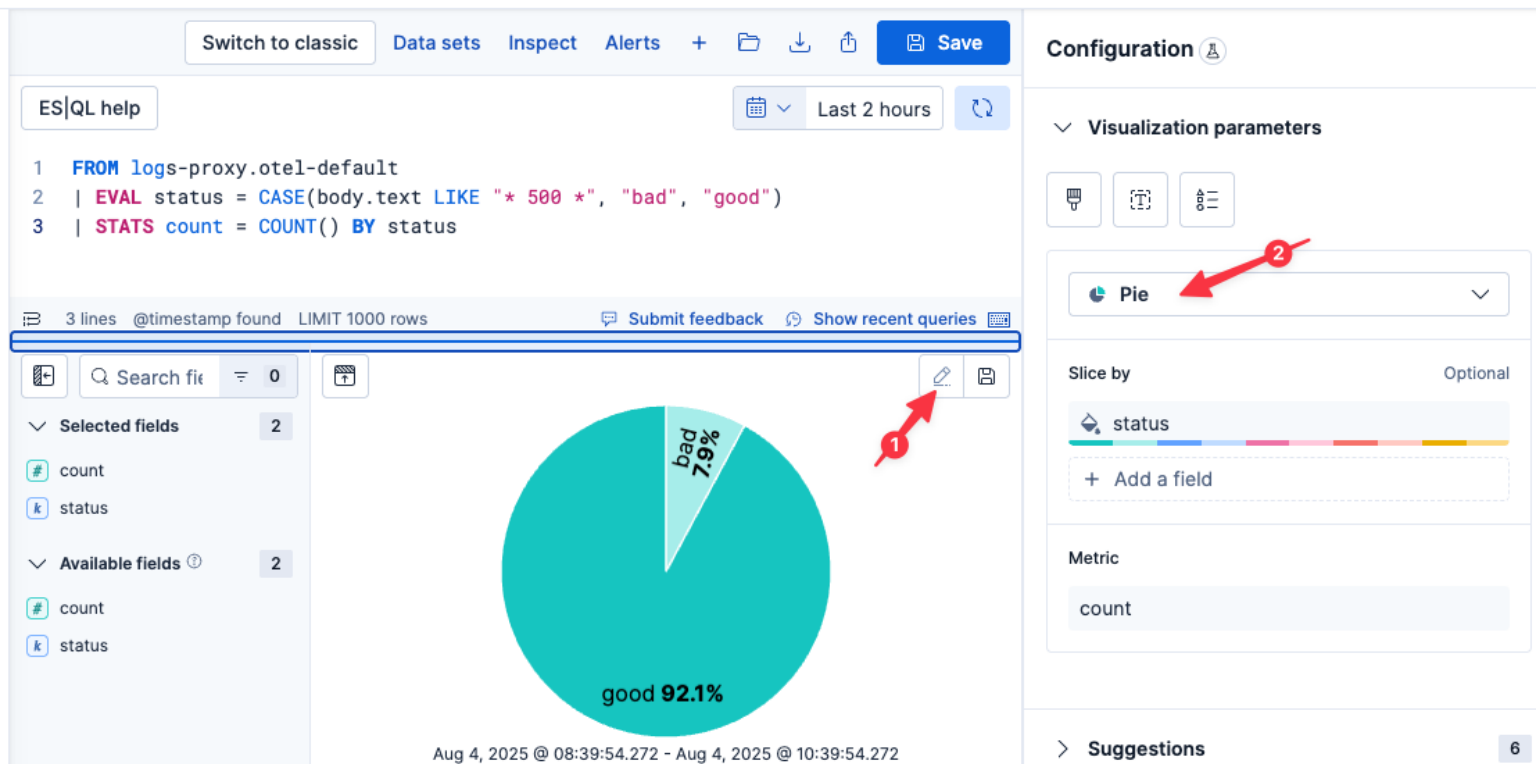 Switch to classic Data sets Inspect Alerts + Save
ES|QL help
Last 2 hours
1 FROM logs-proxy.otel-default
2 | EVAL status = CASE(body.text LIKE "* 500 *", "bad", "good")
3 | STATS count = COUNT() BY status
3 lines @timestamp found LIMIT 1000 rows Submit feedback Show recent queries
Search fie 0
Selected fields 2
# count
k status
Available fields ? 2
# count
k status
1
bad 7.9%
good 92.1%
Aug 4, 2025 @ 08:39:54.272 - Aug 4, 2025 @ 10:39:54.272
Configuration
Visualization parameters
T
2
Pie
Slice by Optional
status
+ Add a field
Metric
count
Suggestions 6